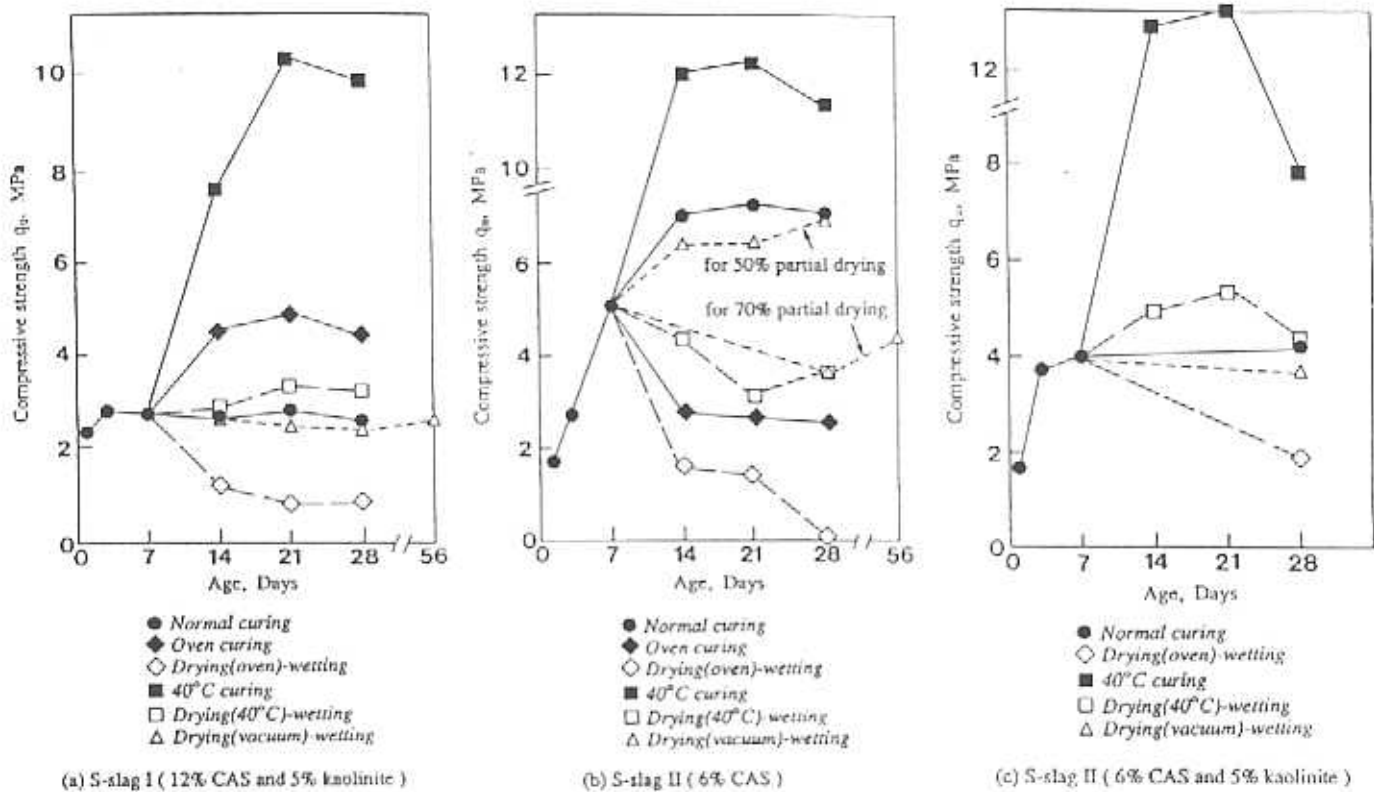 Compressive strength qu, MPa
10
8
6
4
2
0
0 7 14 21 28 56
Age, Days
● Normal curing
◆ Oven curing
◇ Drying(oven)-wetting
■ 40°C curing
□ Drying(40°C)-wetting
△ Drying(vacuum)-wetting
(a) S-slag I ( 12% CAS and 5% kaolinite )
Compressive strength qu, MPa
12
10
6
4
2
0
for 50% partial drying
for 70% partial drying
0 7 14 21 28 56
Age, Days
● Normal curing
◆ Oven curing
◇ Drying(oven)-wetting
■ 40°C curing
□ Drying(40°C)-wetting
△ Drying(vacuum)-wetting
(b) S-slag II ( 6% CAS )
Compressive strength qu, MPa
12
8
6
4
2
0
0 7 14 21 28
Age, Days
● Normal curing
◇ Drying(oven)-wetting
■ 40°C curing
□ Drying(40°C)-wetting
△ Drying(vacuum)-wetting
(c) S-slag II ( 6% CAS and 5% kaolinite )